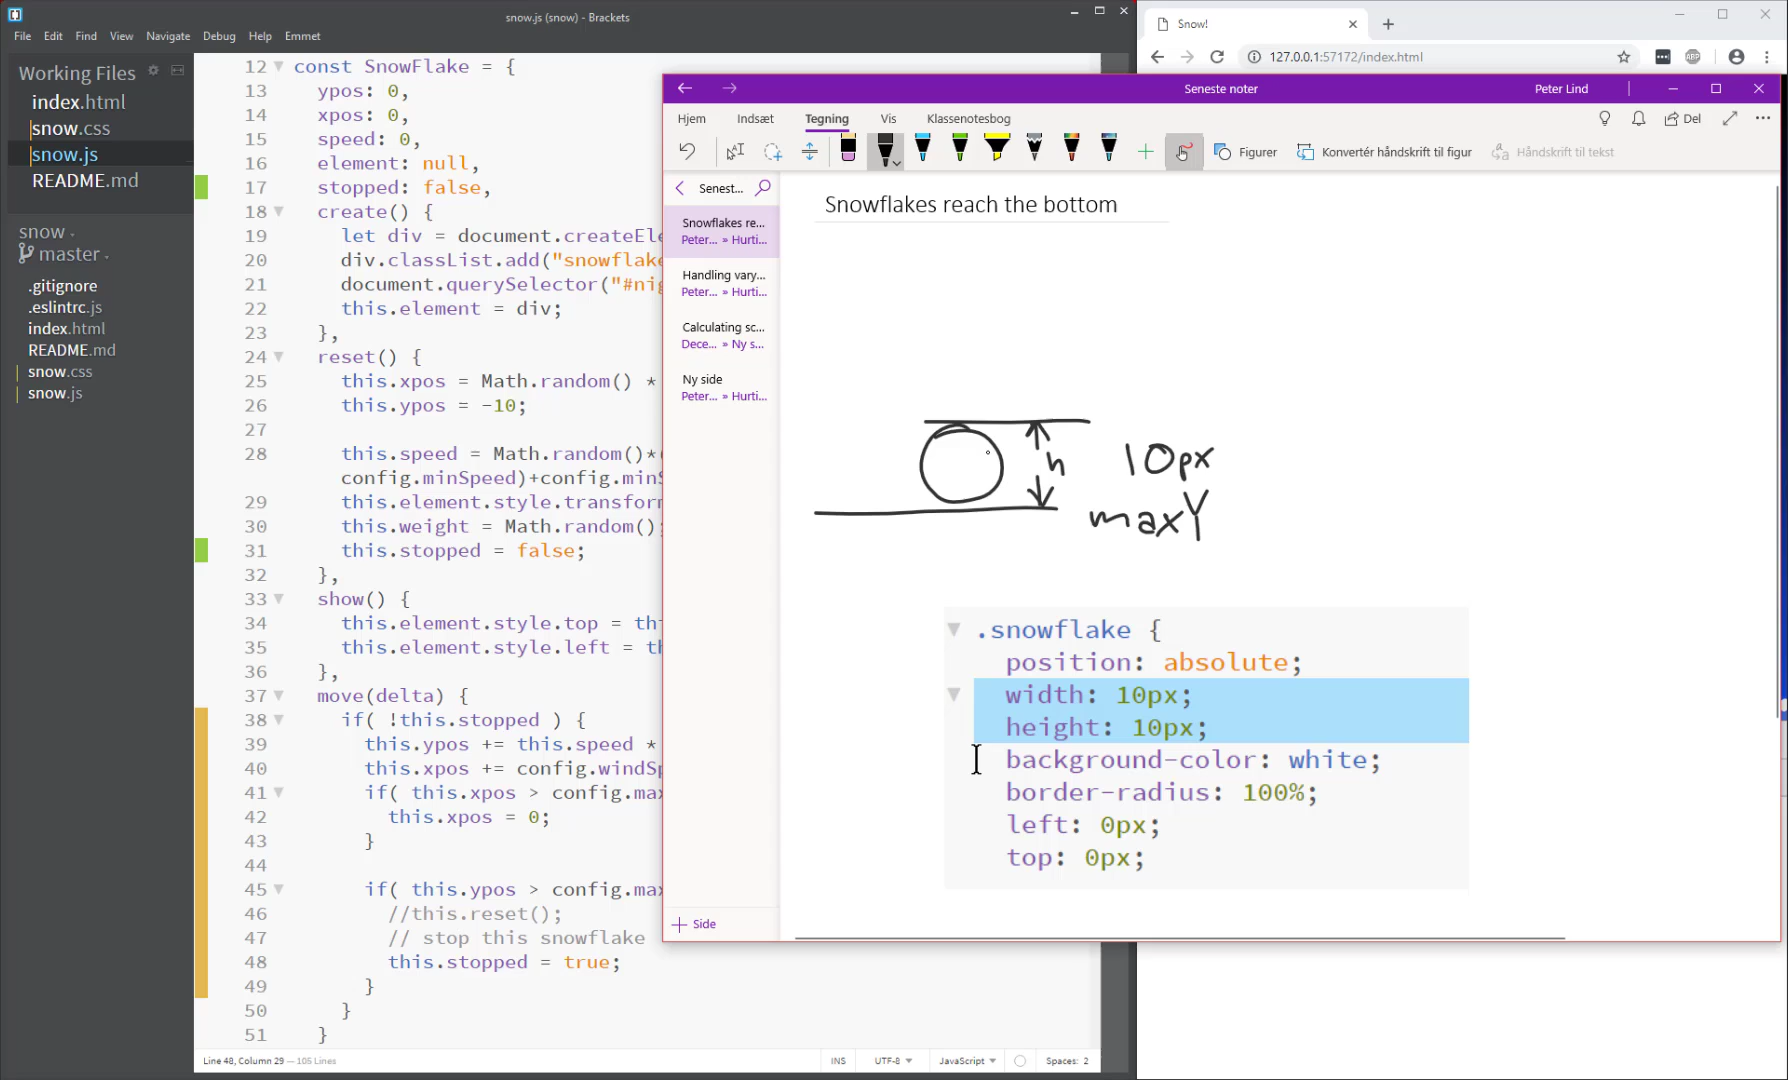 snow.js (snow) - Brackets
File Edit Find View Navigate Debug Help Emmet
Working Files
index.html
snow.css
snow.js
README.md
snow
master
.gitignore
.eslintrc.js
index.html
README.md
snow.css
snow.js
12 const SnowFlake = {
13 ypos: 0,
14 xpos: 0,
15 speed: 0,
16 element: null,
17 stopped: false,
18 create() {
19 let div = document.createEl
20 div.classList.add("snowflake
21 document.querySelector("#nig
22 this.element = div;
23 },
24 reset() {
25 this.xpos = Math.random() *
26 this.ypos = -10;
27
28 this.speed = Math.random()*(
config.minSpeed)+config.minS
29 this.element.style.transfor
30 this.weight = Math.random();
31 this.stopped = false;
32 },
33 show() {
34 this.element.style.top = thi
35 this.element.style.left = th
36 },
37 move(delta) {
38 if( !this.stopped ) {
39 this.ypos += this.speed *
40 this.xpos += config.windSp
41 if( this.xpos > config.max
42 this.xpos = 0;
43 }
44
45 if( this.ypos > config.max
46 //this.reset();
47 // stop this snowflake
48 this.stopped = true;
49 }
50 }
51 }
Line 48, Column 29 — 105 Lines
INS UTF-8 JavaScript Spaces: 2
Snow!
127.0.0.1:57172/index.html
ABP
Seneste noter
Peter Lind
Hjem Indsæt Tegning Vis Klassenotesbog
Del
Figurer
Konvertér håndskrift til figur
Håndskrift til tekst
Senest...
Snowflakes re...
Peter... » Hurti...
Handling vary...
Peter... » Hurti...
Calculating sc...
Dece... » Ny s...
Ny side
Peter... » Hurti...
+ Side
Snowflakes reach the bottom
h
10px
maxY
.snowflake {
position: absolute;
width: 10px;
height: 10px;
background-color: white;
border-radius: 100%;
left: 0px;
top: 0px;